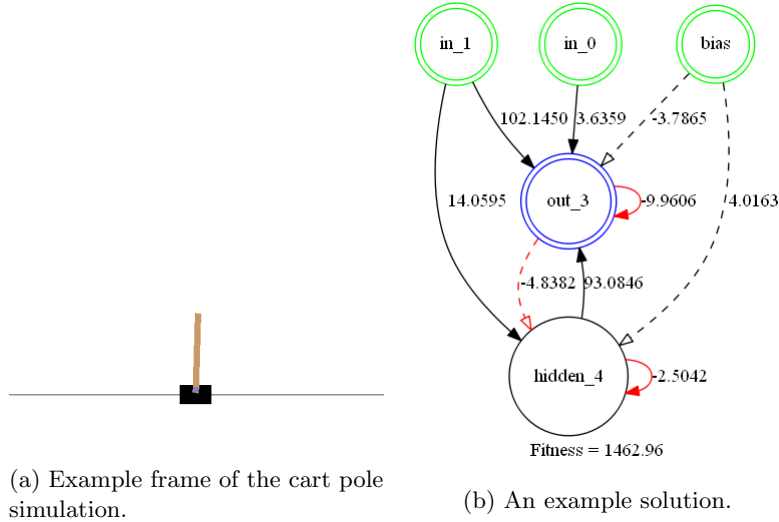 in_1
in_0
bias
102.1450
3.6359
-3.7865
14.0595
out_3
-9.9606
4.0163
-4.8382
93.0846
hidden_4
-2.5042
Fitness = 1462.96
(a) Example frame of the cart pole
simulation.
(b) An example solution.